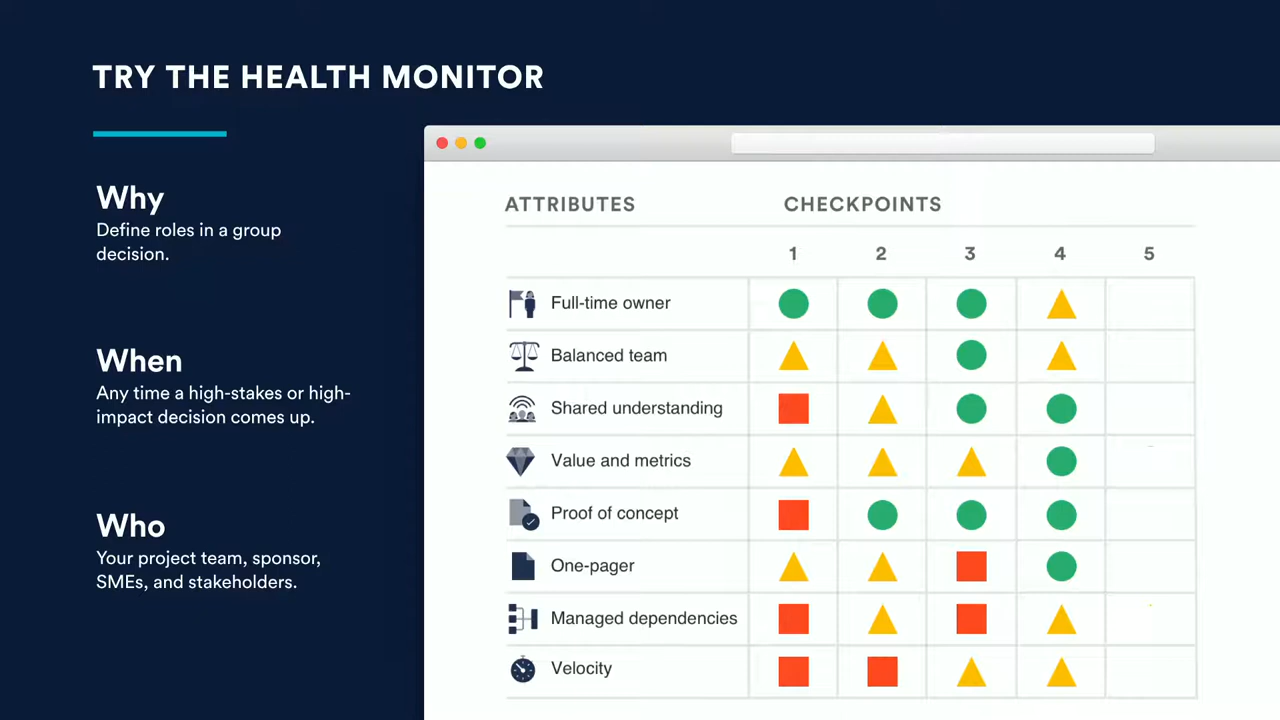 TRY THE HEALTH MONITOR
Why
Define roles in a group
decision.
When
Any time a high-stakes or high-
impact decision comes up.
Who
Your project team, sponsor,
SMEs, and stakeholders.
ATTRIBUTES CHECKPOINTS
1 2 3 4 5
Full-time owner
Balanced team
Shared understanding
Value and metrics
Proof of concept
One-pager
Managed dependencies
Velocity